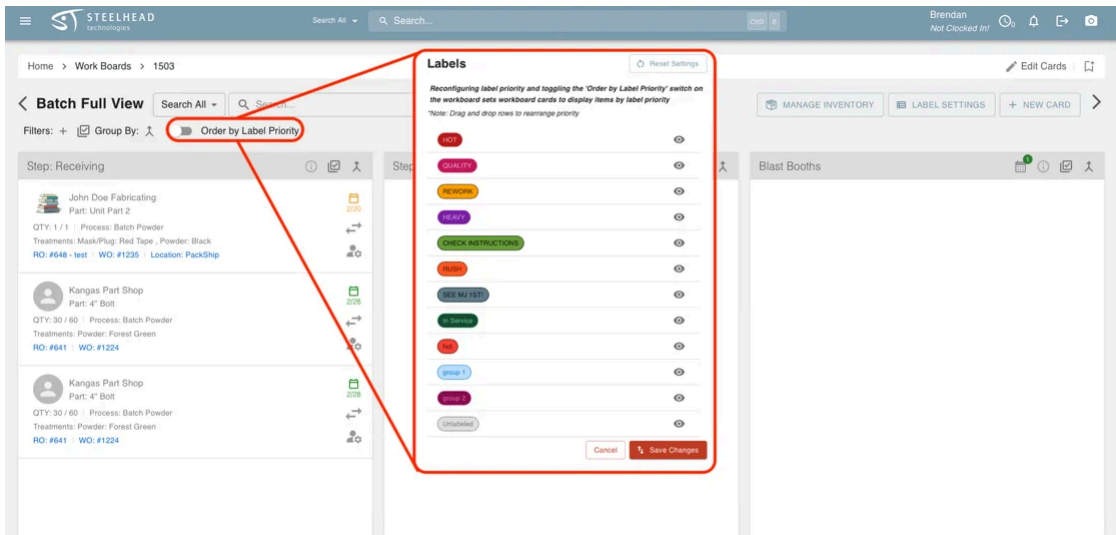 STEELHEAD
technologies
Search All
Search...
CMD K
Brendan
Not Clocked In!
Home > Work Boards > 1503
Edit Cards
Batch Full View
Search All
Search...
MANAGE INVENTORY
LABEL SETTINGS
+ NEW CARD
Filters: +
Group By:
Order by Label Priority
Step: Receiving
John Doe Fabricating
Part: Unit Part 2
2/20
QTY: 1 / 1 | Process: Batch Powder
Treatments: Mask/Plug: Red Tape , Powder: Black
RO: #648 - test | WO: #1235 | Location: PackShip
Kangas Part Shop
Part: 4" Bolt
2/28
QTY: 30 / 60 | Process: Batch Powder
Treatments: Powder: Forest Green
RO: #641 | WO: #1224
Kangas Part Shop
Part: 4" Bolt
2/28
QTY: 30 / 60 | Process: Batch Powder
Treatments: Powder: Forest Green
RO: #641 | WO: #1224
Step
Labels
Reset Settings
Reconfiguring label priority and toggling the 'Order by Label Priority' switch on
the workboard sets workboard cards to display items by label priority
*Note: Drag and drop rows to rearrange priority
HOT
QUALITY
REWORK
HEAVY
CHECK INSTRUCTIONS
RUSH
SEE MJ 1ST!
In Service
Hot
group 1
group 2
Unlabeled
Cancel
Save Changes
Blast Booths
1